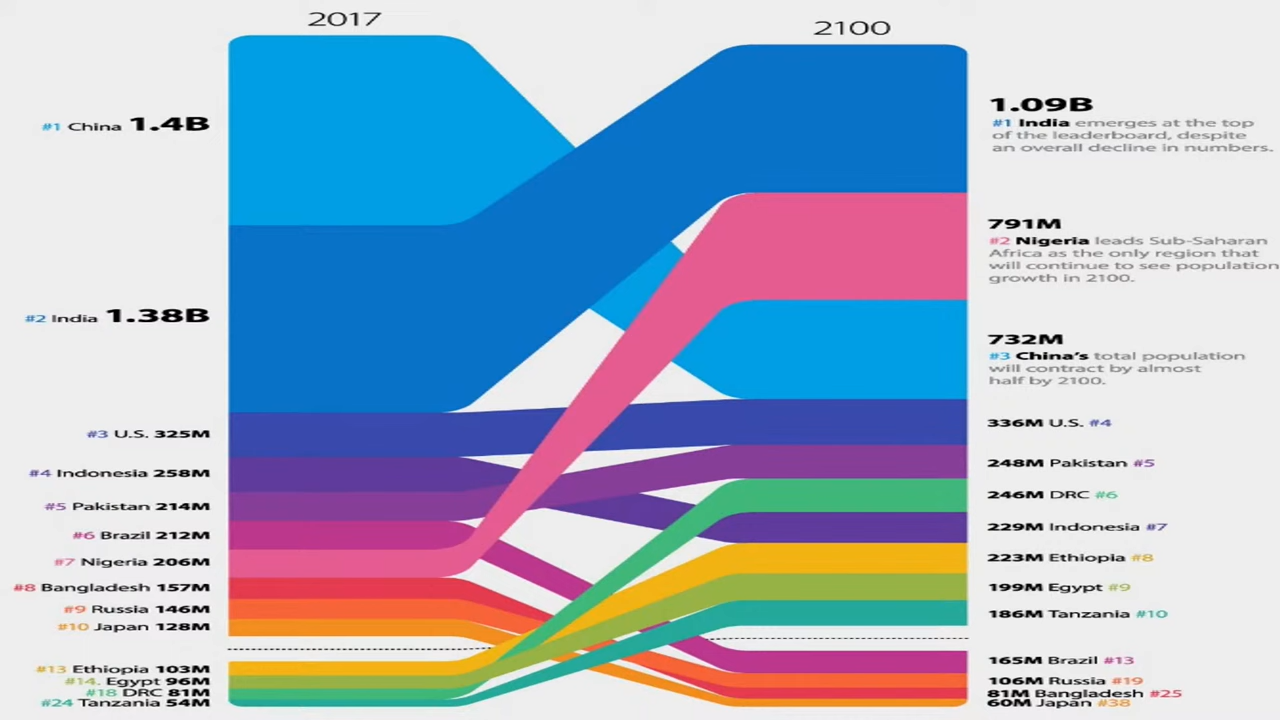 2017
2100
#1 China 1.4B
#2 India 1.38B
#3 U.S. 325M
#4 Indonesia 258M
#5 Pakistan 214M
#6 Brazil 212M
#7 Nigeria 206M
#8 Bangladesh 157M
#9 Russia 146M
#10 Japan 128M
#13 Ethiopia 103M
#14. Egypt 96M
#18 DRC 81M
#24 Tanzania 54M
1.09B
#1 India emerges at the top
of the leaderboard, despite
an overall decline in numbers.
791M
#2 Nigeria leads Sub-Saharan
Africa as the only region that
will continue to see population
growth in 2100.
732M
#3 China's total population
will contract by almost
half by 2100.
336M U.S. #4
248M Pakistan #5
246M DRC #6
229M Indonesia #7
223M Ethiopia #8
199M Egypt #9
186M Tanzania #10
165M Brazil #13
106M Russia #19
81M Bangladesh #25
60M Japan #38